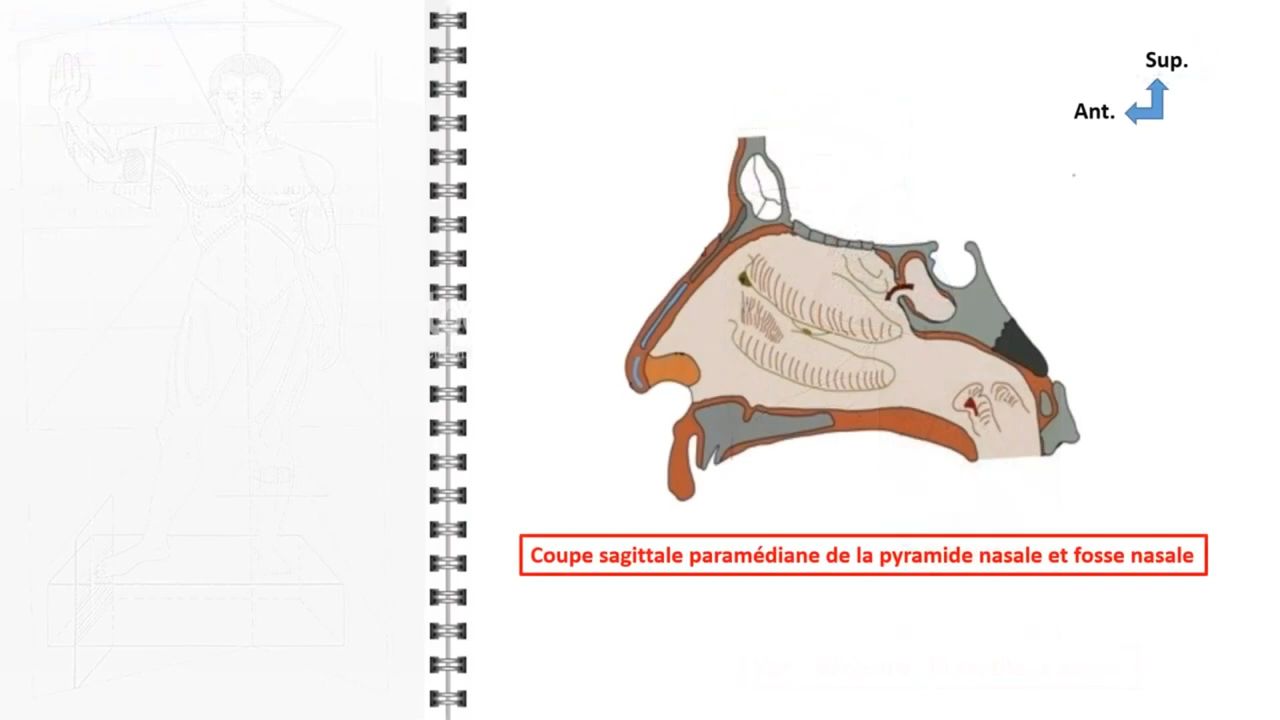 Sup.
Ant.
Coupe sagittale paramédiane de la pyramide nasale et fosse nasale